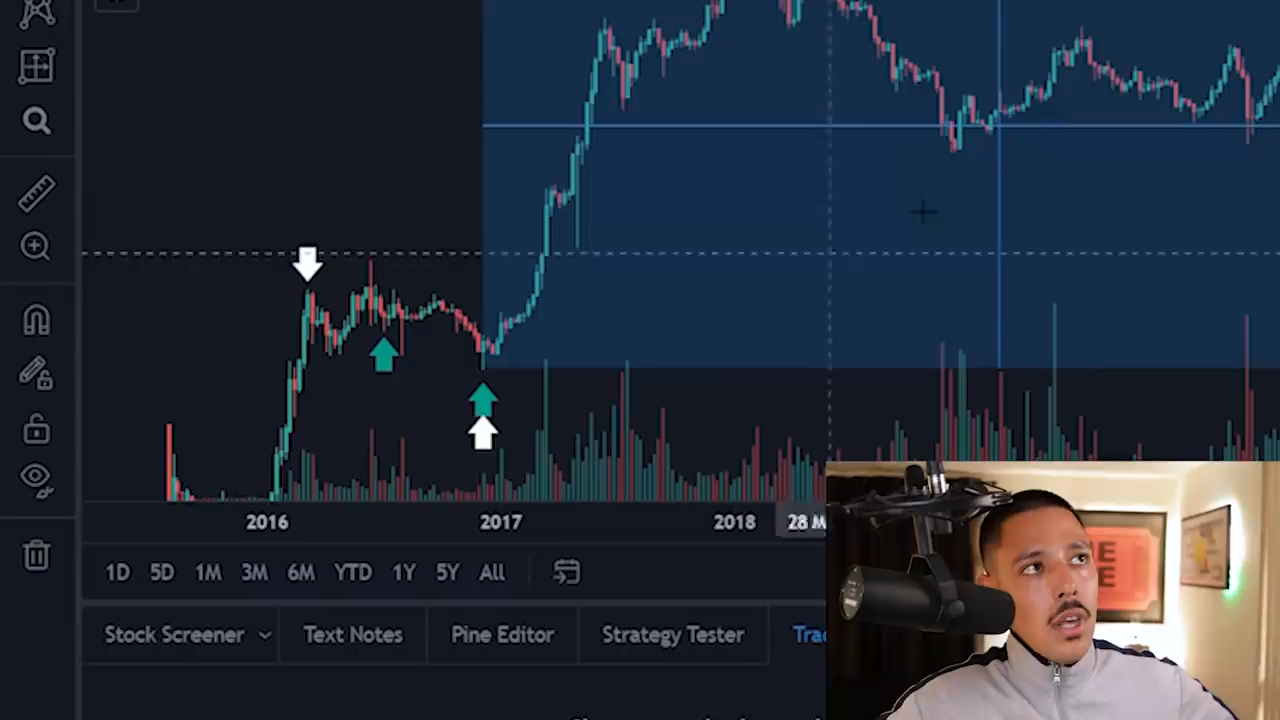 2016 2017 2018 28 M
1D 5D 1M 3M 6M YTD 1Y 5Y All
Stock Screener Text Notes Pine Editor Strategy Tester Trad